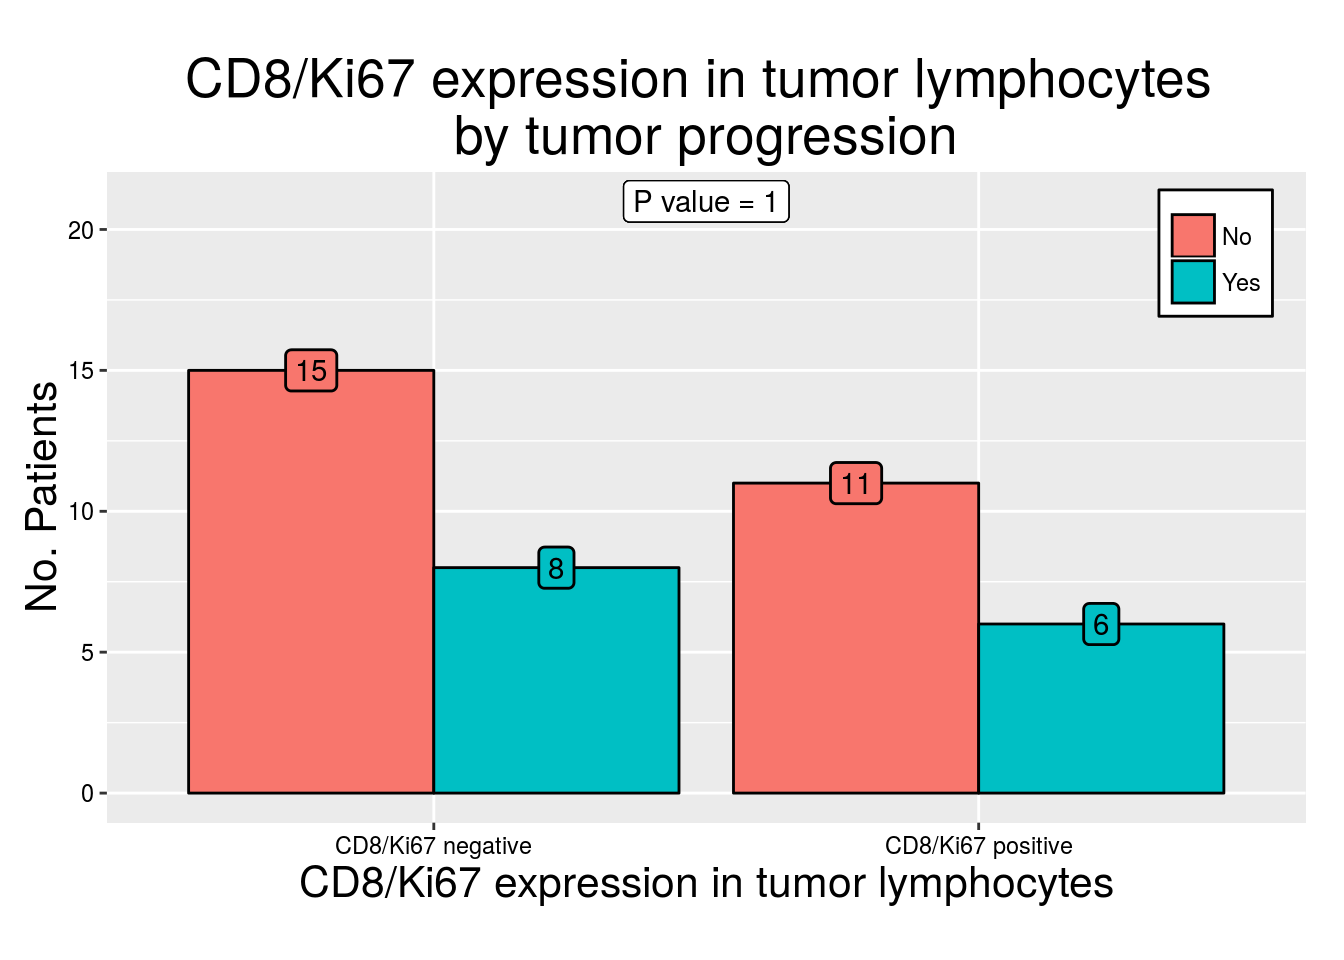 CD8/Ki67 expression in tumor lymphocytes
by tumor progression
P value = 1
No
Yes
No. Patients
20
15
10
5
0
15
8
11
6
CD8/Ki67 negative
CD8/Ki67 positive
CD8/Ki67 expression in tumor lymphocytes